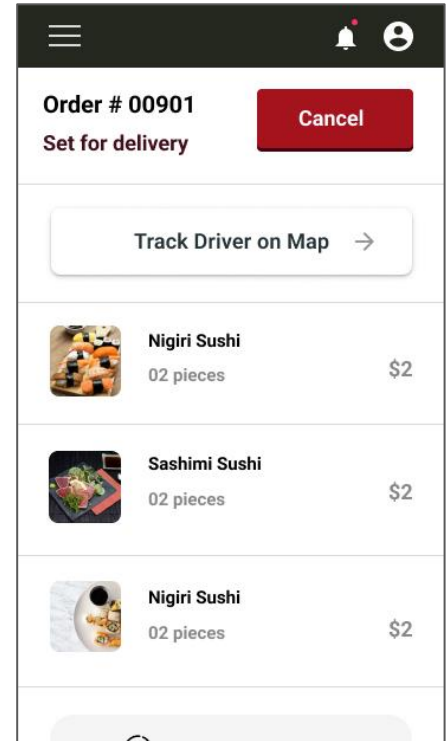 Order # 00901
Cancel
Set for delivery
Track Driver on Map →
Nigiri Sushi
02 pieces
$2
Sashimi Sushi
02 pieces
$2
Nigiri Sushi
02 pieces
$2